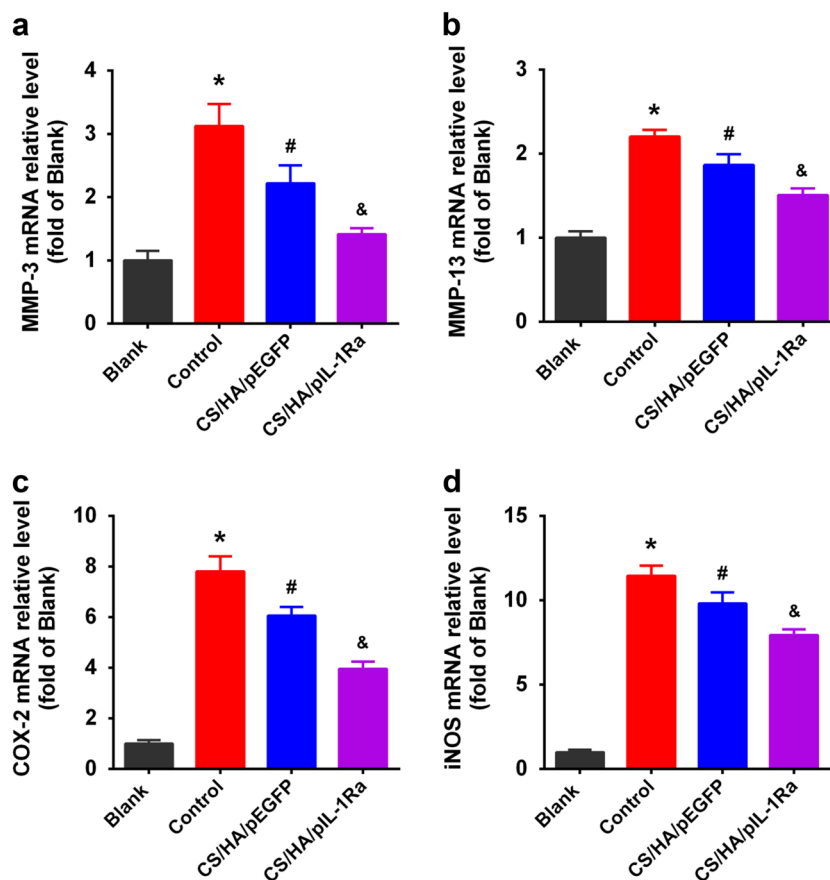 a
MMP-3 mRNA relative level
(fold of Blank)
4
3
2
1
0
*
#
&
Blank
Control
CS/HA/pEGFP
CS/HA/pIL-1Ra
b
MMP-13 mRNA relative level
(fold of Blank)
3
2
1
0
*
#
&
Blank
Control
CS/HA/pEGFP
CS/HA/pIL-1Ra
c
COX-2 mRNA relative level
(fold of Blank)
10
8
6
4
2
0
*
#
&
Blank
Control
CS/HA/pEGFP
CS/HA/pIL-1Ra
d
iNOS mRNA relative level
(fold of Blank)
15
10
5
0
*
#
&
Blank
Control
CS/HA/pEGFP
CS/HA/pIL-1Ra